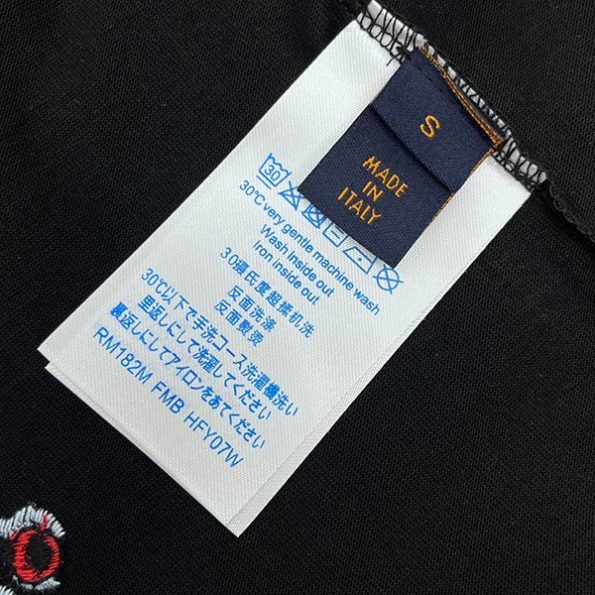 S
MADE
IN
ITALY
30
30℃ very gentle machine wash
Wash inside out
Iron inside out
30摄氏度超揉机洗
反面洗涤
反面熨烫
30℃以下で手洗コース洗濯機洗い
里返しにして洗濯してください
裏返しにしてアイロンをあてください
RM182M FMB HFY07W